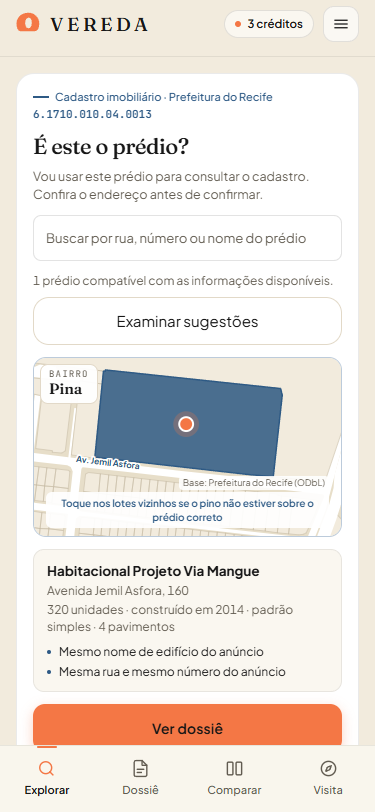 VEREDA
3 créditos
Cadastro imobiliário · Prefeitura do Recife
6.1710.010.04.0013
É este o prédio?
Vou usar este prédio para consultar o cadastro.
Confira o endereço antes de confirmar.
Buscar por rua, número ou nome do prédio
1 prédio compatível com as informações disponíveis.
Examinar sugestões
BAIRRO
Pina
Av. Jemil Asfora
Base: Prefeitura do Recife (ODbL)
Toque nos lotes vizinhos se o pino não estiver sobre o
prédio correto
Habitacional Projeto Via Mangue
Avenida Jemil Asfora, 160
320 unidades · construído em 2014 · padrão
simples · 4 pavimentos
• Mesmo nome de edifício do anúncio
• Mesma rua e mesmo número do anúncio
Ver dossiê
Explorar
Dossiê
Comparar
Visita